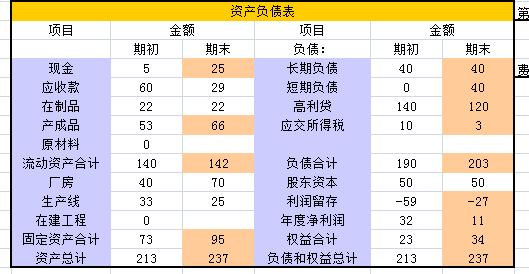 资产负债表 第
项目 金额 项目 金额
期初 期末 负债： 期初 期末
现金 5 25 长期负债 40 40 费
应收款 60 29 短期负债 0 40
在制品 22 22 高利贷 140 120
产成品 53 66 应交所得税 10 3
原材料 0
流动资产合计 140 142 负债合计 190 203
厂房 40 70 股东资本 50 50
生产线 33 25 利润留存 -59 -27
在建工程 0 年度净利润 32 11
固定资产合计 73 95 权益合计 23 34
资产总计 213 237 负债和权益总计 213 237